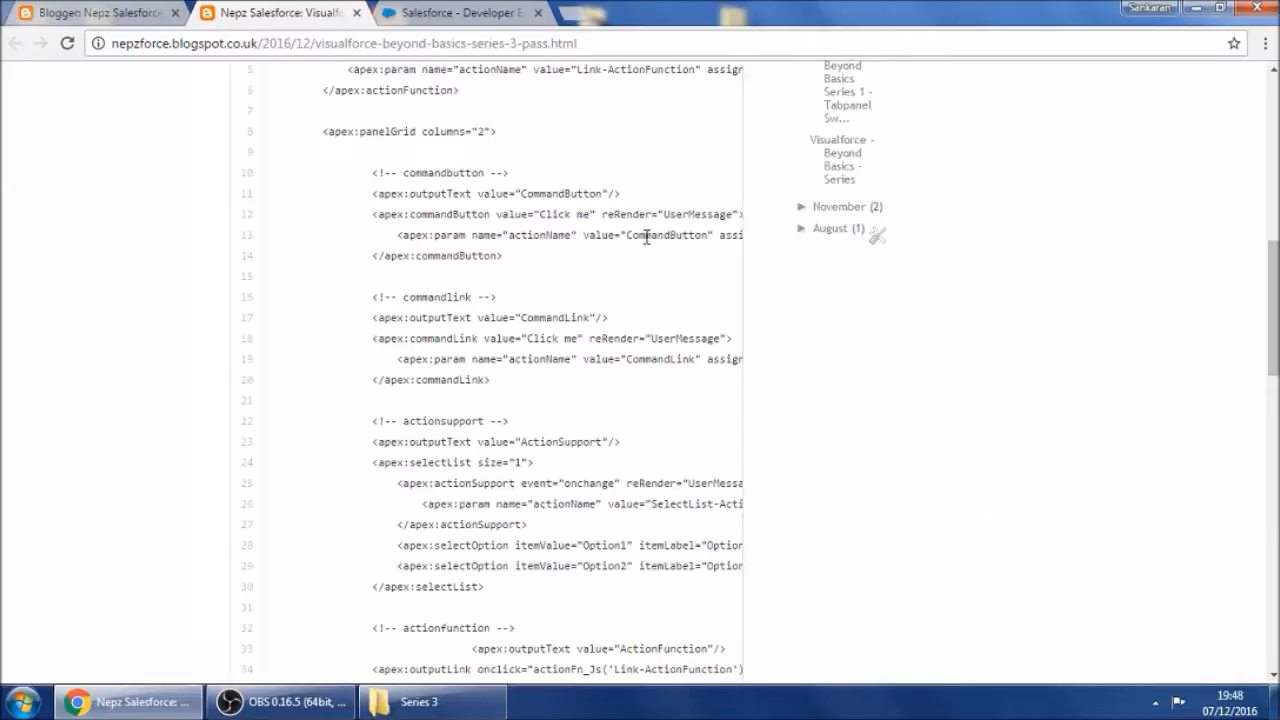 Bloggen Nepz Salesforce
Nepz Salesforce: Visualf
Salesforce - Developer E
Sankaran
nepzforce.blogspot.co.uk/2016/12/visualforce-beyond-basics-series-3-pass.html
5 <apex:param name="actionName" value="Link-ActionFunction" assign
6 </apex:actionFunction>
7
8 <apex:panelGrid columns="2">
9
10 <!-- commandbutton -->
11 <apex:outputText value="CommandButton"/>
12 <apex:commandButton value="Click me" reRender="UserMessage">
13 <apex:param name="actionName" value="CommandButton" assi
14 </apex:commandButton>
15
16 <!-- commandlink -->
17 <apex:outputText value="CommandLink"/>
18 <apex:commandLink value="Click me" reRender="UserMessage">
19 <apex:param name="actionName" value="CommandLink" assign
20 </apex:commandLink>
21
22 <!-- actionsupport -->
23 <apex:outputText value="ActionSupport"/>
24 <apex:selectList size="1">
25 <apex:actionSupport event="onchange" reRender="UserMessa
26 <apex:param name="actionName" value="SelectList-Acti
27 </apex:actionSupport>
28 <apex:selectOption itemValue="Option1" itemLabel="Option
29 <apex:selectOption itemValue="Option2" itemLabel="Option
30 </apex:selectList>
31
32 <!-- actionfunction -->
33 <apex:outputText value="ActionFunction"/>
34 <apex:outputLink onclick="actionFn_Js('Link-ActionFunction')
Beyond
Basics
Series 1 -
Tabpanel
Sw...
Visualforce -
Beyond
Basics -
Series
► November (2)
► August (1)
Nepz Salesforce: ...
OBS 0.16.5 (64bit, ...
Series 3
19:48
07/12/2016